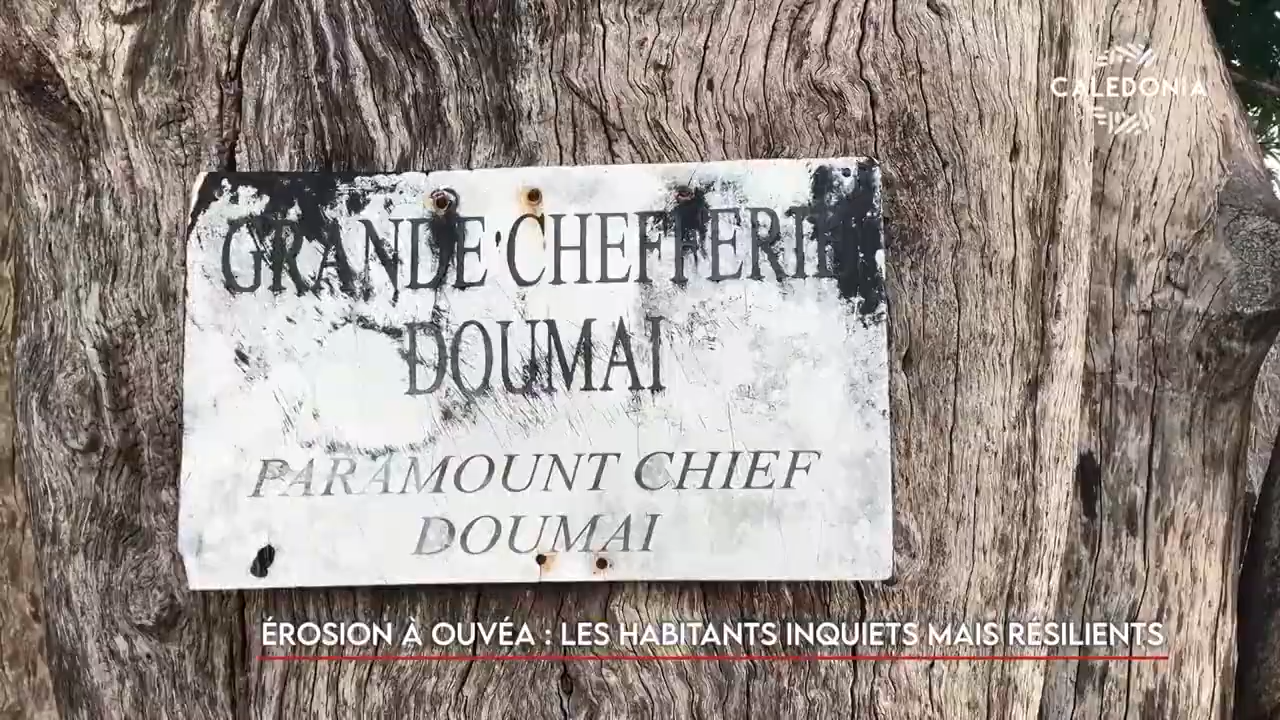 CALEDONIA
GRANDE CHEFFERIE
DOUMAI
PARAMOUNT CHIEF
DOUMAI
ÉROSION À OUVÉA : LES HABITANTS INQUIETS MAIS RÉSILIENTS